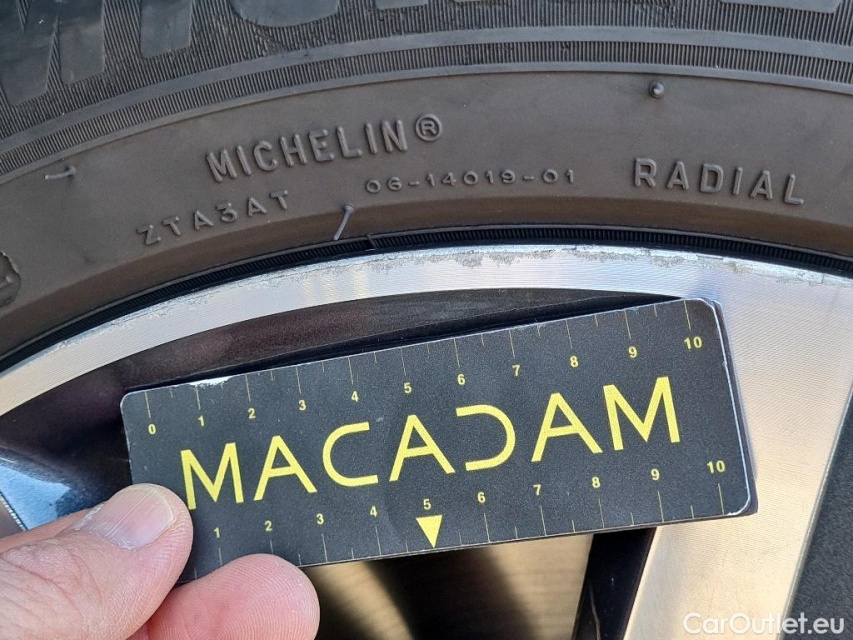 MICHELIN®
ZTA3AT
06-14019-01
RADIAL
0 1 2 3 4 5 6 7 8 9 10
MACADAM
1 2 3 4 5 6 7 8 9 10
CarOutlet.eu